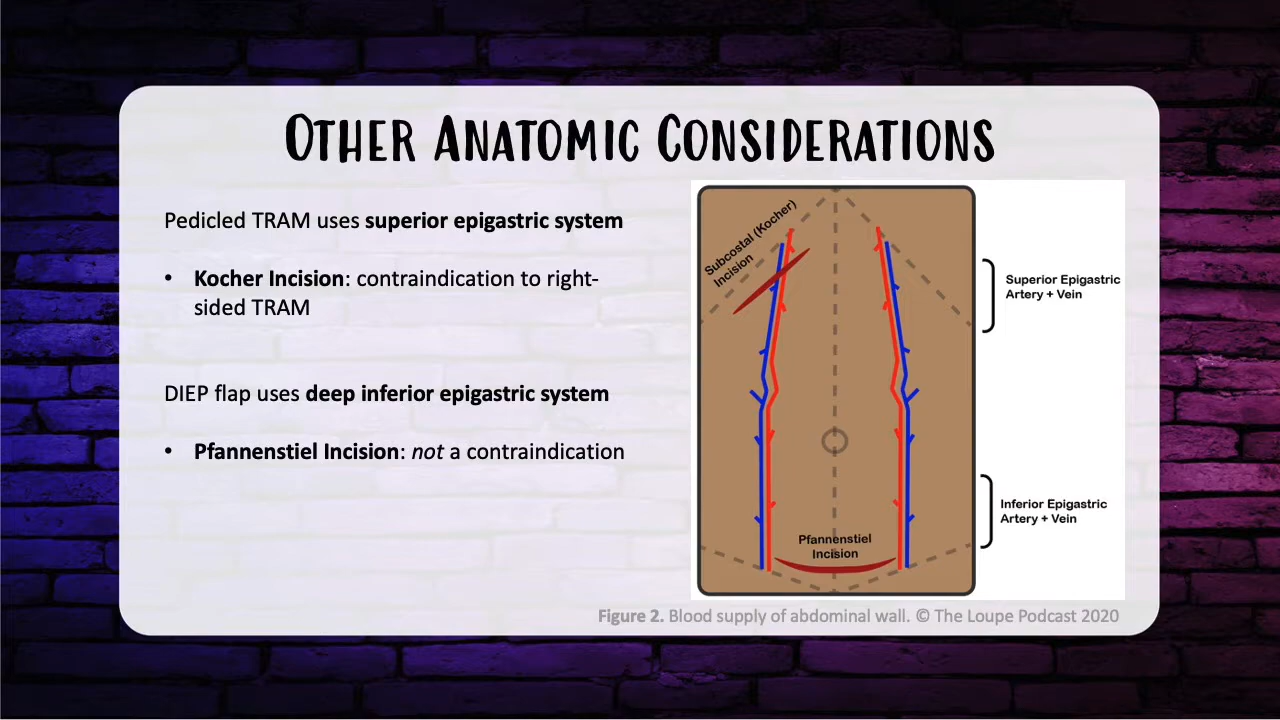 OTHER ANATOMIC CONSIDERATIONS
Pedicled TRAM uses superior epigastric system
• Kocher Incision: contraindication to right-
sided TRAM
DIEP flap uses deep inferior epigastric system
• Pfannenstiel Incision: not a contraindication
Subcostal (Kocher)
Incision
Superior Epigastric
Artery + Vein
Inferior Epigastric
Artery + Vein
Pfannenstiel
Incision
Figure 2. Blood supply of abdominal wall. © The Loupe Podcast 2020